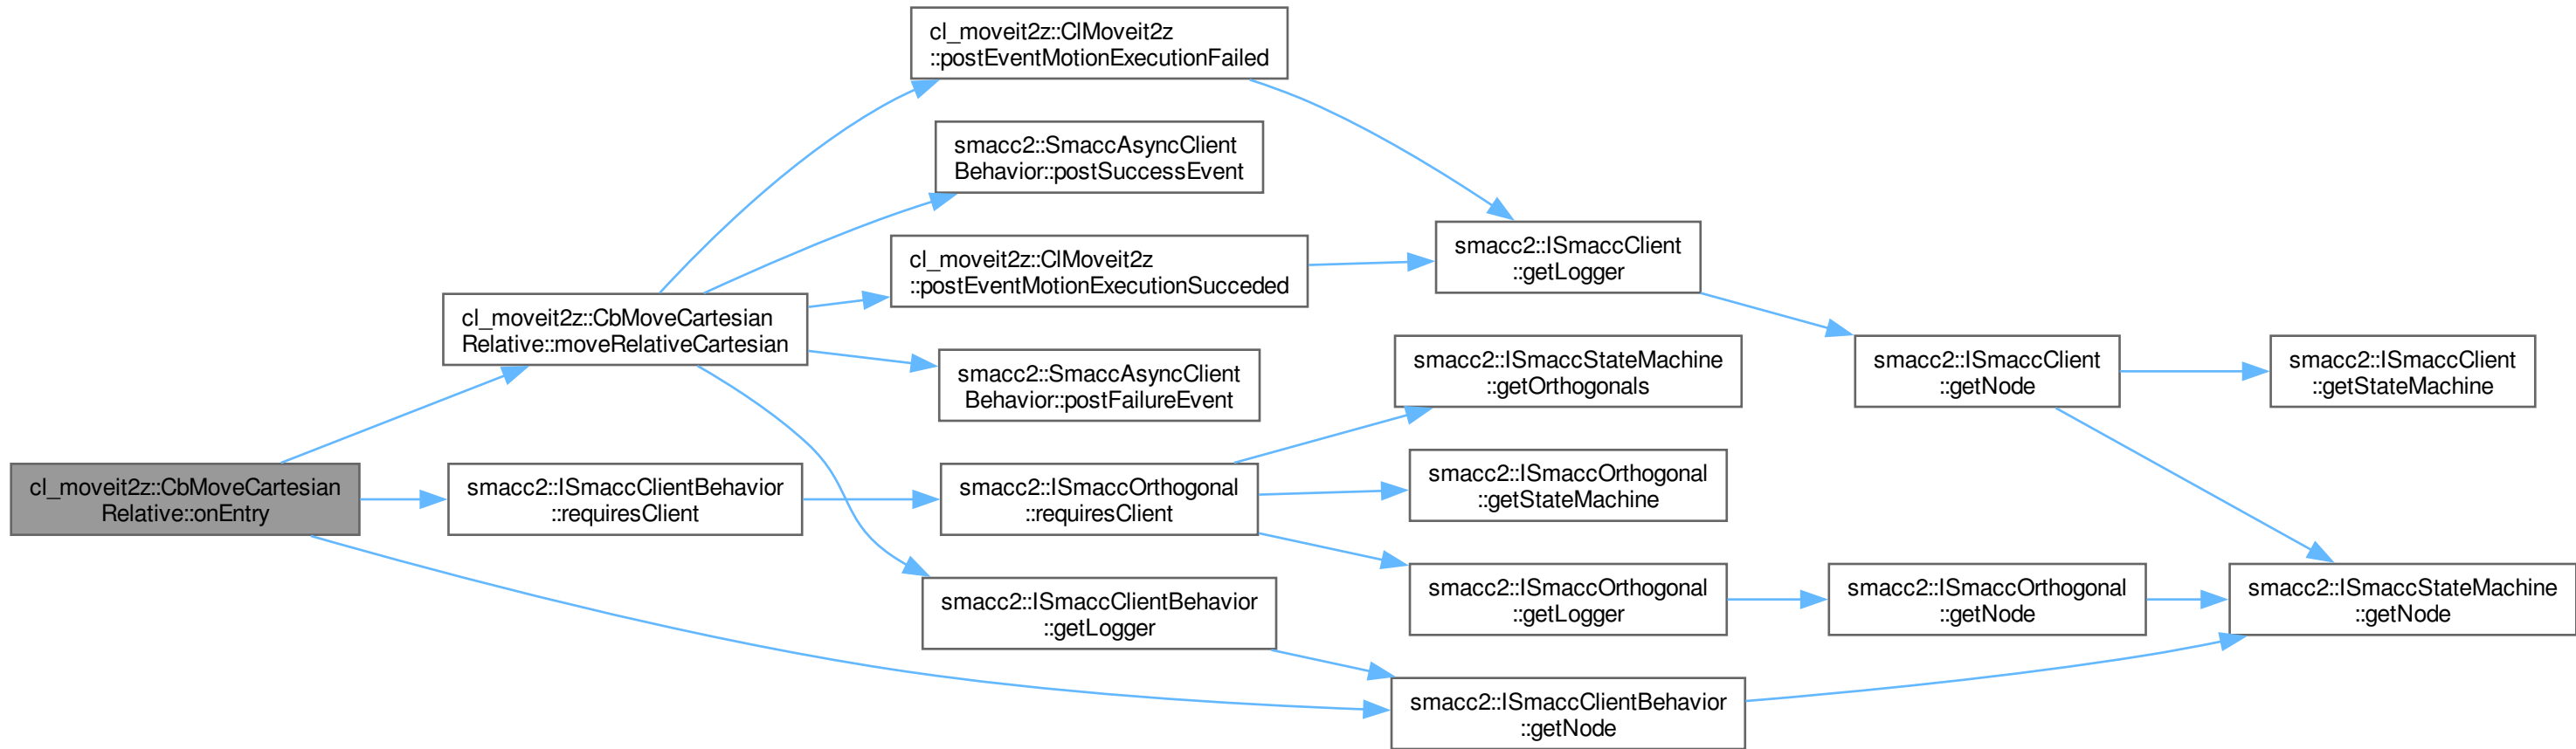 cl_moveit2z::CbMoveCartesian
Relative::onEntry
cl_moveit2z::CbMoveCartesian
Relative::moveRelativeCartesian
smacc2::ISmaccClientBehavior
::requiresClient
cl_moveit2z::ClMoveit2z
::postEventMotionExecutionFailed
smacc2::SmaccAsyncClient
Behavior::postSuccessEvent
cl_moveit2z::ClMoveit2z
::postEventMotionExecutionSucceded
smacc2::SmaccAsyncClient
Behavior::postFailureEvent
smacc2::ISmaccOrthogonal
::requiresClient
smacc2::ISmaccClientBehavior
::getLogger
smacc2::ISmaccClient
::getLogger
smacc2::ISmaccStateMachine
::getOrthogonals
smacc2::ISmaccOrthogonal
::getStateMachine
smacc2::ISmaccOrthogonal
::getLogger
smacc2::ISmaccClientBehavior
::getNode
smacc2::ISmaccClient
::getNode
smacc2::ISmaccOrthogonal
::getNode
smacc2::ISmaccClient
::getStateMachine
smacc2::ISmaccStateMachine
::getNode